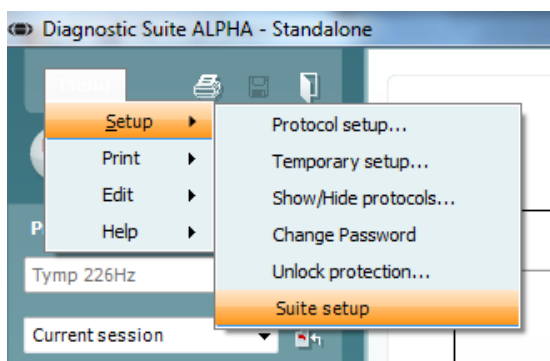 Diagnostic Suite ALPHA - Standalone
Menu
Setup
Print
Edit
Help
Protocol setup...
Temporary setup...
Show/Hide protocols...
Change Password
Unlock protection...
Suite setup
P
Tymp 226Hz
Current session